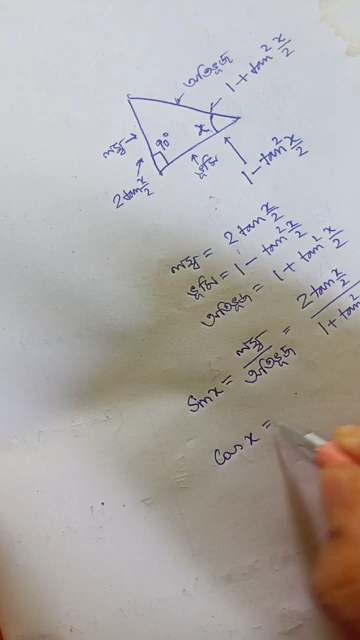 অতিভুজ
1 + tan² x/2
লম্ব →
90°
x
ভূমি
2tan x/2
1 - tan² x/2
লম্ব = 2 tan x/2
ভূমি = 1 - tan² x/2
অতিভুজ = 1 + tan² x/2
Sin x = লম্ব/অতিভুজ = 2 tan x/2 / 1 + tan²
Cos x =